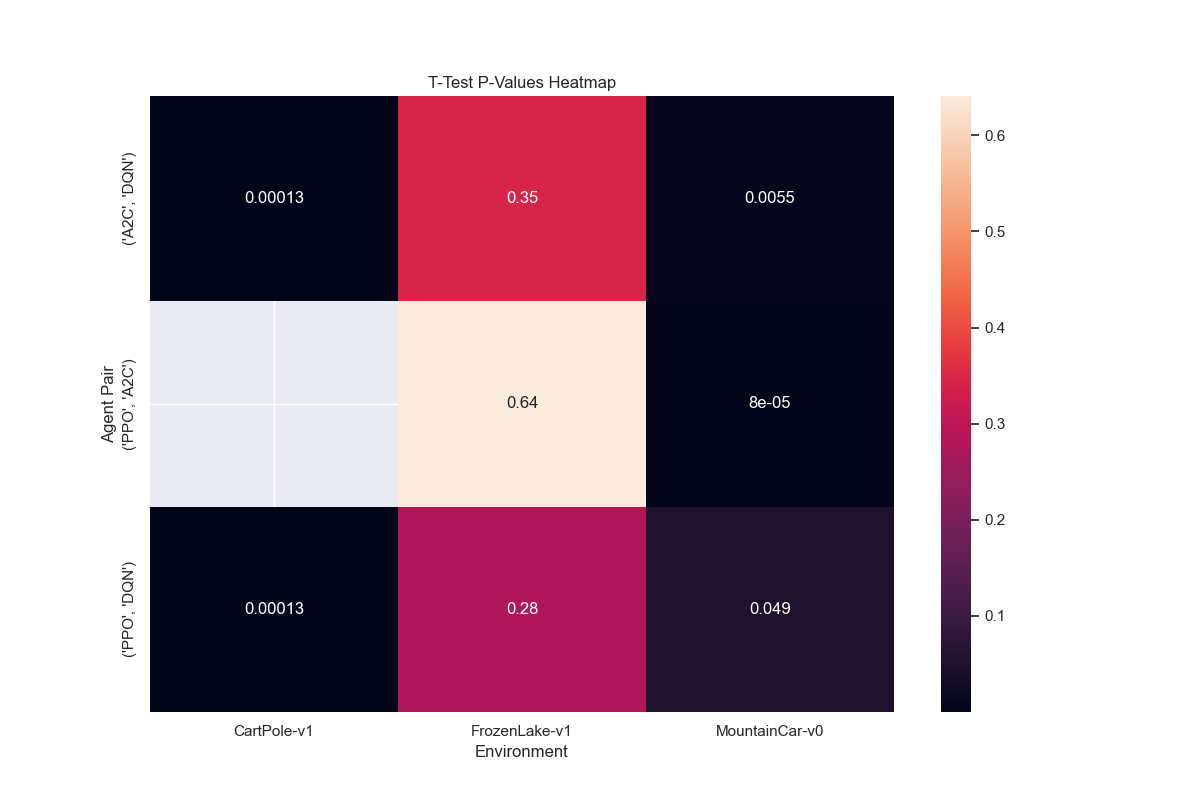 T-Test P-Values Heatmap
Agent Pair
('A2C', 'DQN')
('PPO', 'A2C')
('PPO', 'DQN')
0.00013
0.35
0.0055
0.64
8e-05
0.00013
0.28
0.049
CartPole-v1
FrozenLake-v1
MountainCar-v0
Environment
0.6
0.5
0.4
0.3
0.2
0.1